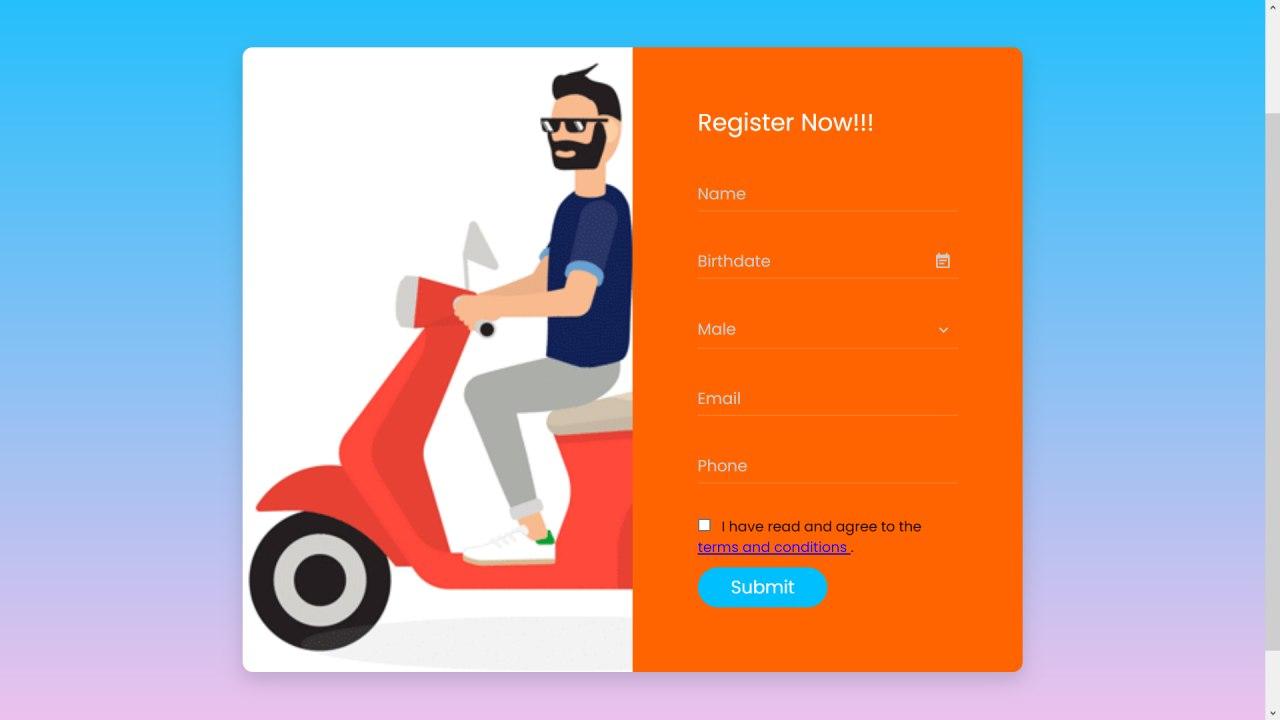 Register Now!!!
Name
Birthdate
Male
Email
Phone
I have read and agree to the
terms and conditions .
Submit